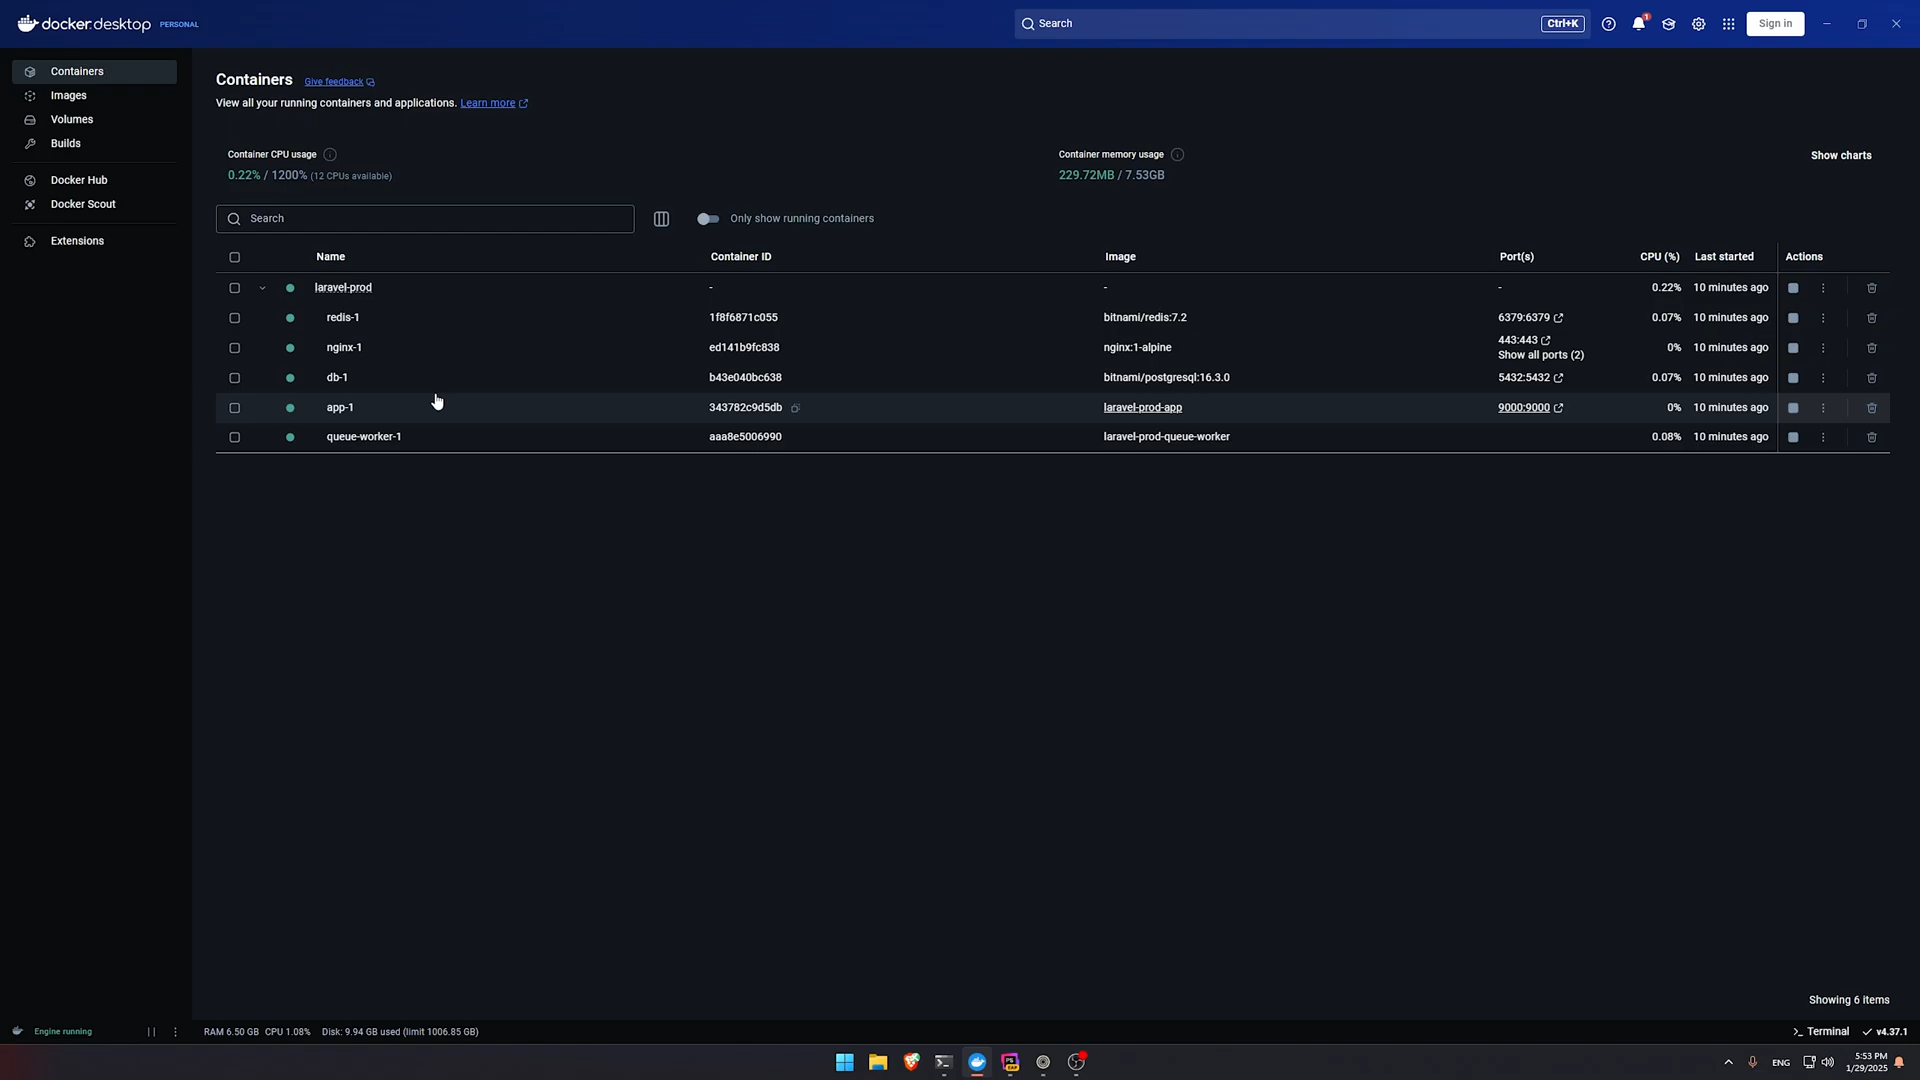 docker.desktop PERSONAL
Search Ctrl+K 1 Sign in
Containers
Images
Volumes
Builds
Docker Hub
Docker Scout
Extensions
Containers Give feedback
View all your running containers and applications. Learn more
Container CPU usage
0.22% / 1200% (12 CPUs available)
Container memory usage
229.72MB / 7.53GB
Show charts
Search Only show running containers
Name Container ID Image Port(s) CPU (%) Last started Actions
laravel-prod - - - 0.22% 10 minutes ago
redis-1 1f8f6871c055 bitnami/redis:7.2 6379:6379 0.07% 10 minutes ago
nginx-1 ed141b9fc838 nginx:1-alpine 443:443 0% 10 minutes ago
Show all ports (2)
db-1 b43e040bc638 bitnami/postgresql:16.3.0 5432:5432 0.07% 10 minutes ago
app-1 343782c9d5db laravel-prod-app 9000:9000 0% 10 minutes ago
queue-worker-1 aaa8e5006990 laravel-prod-queue-worker 0.08% 10 minutes ago
Showing 6 items
Engine running RAM 6.50 GB CPU 1.08% Disk: 9.94 GB used (limit 1006.85 GB) Terminal v4.37.1
PS
EAP
ENG
5:53 PM
1/29/2025